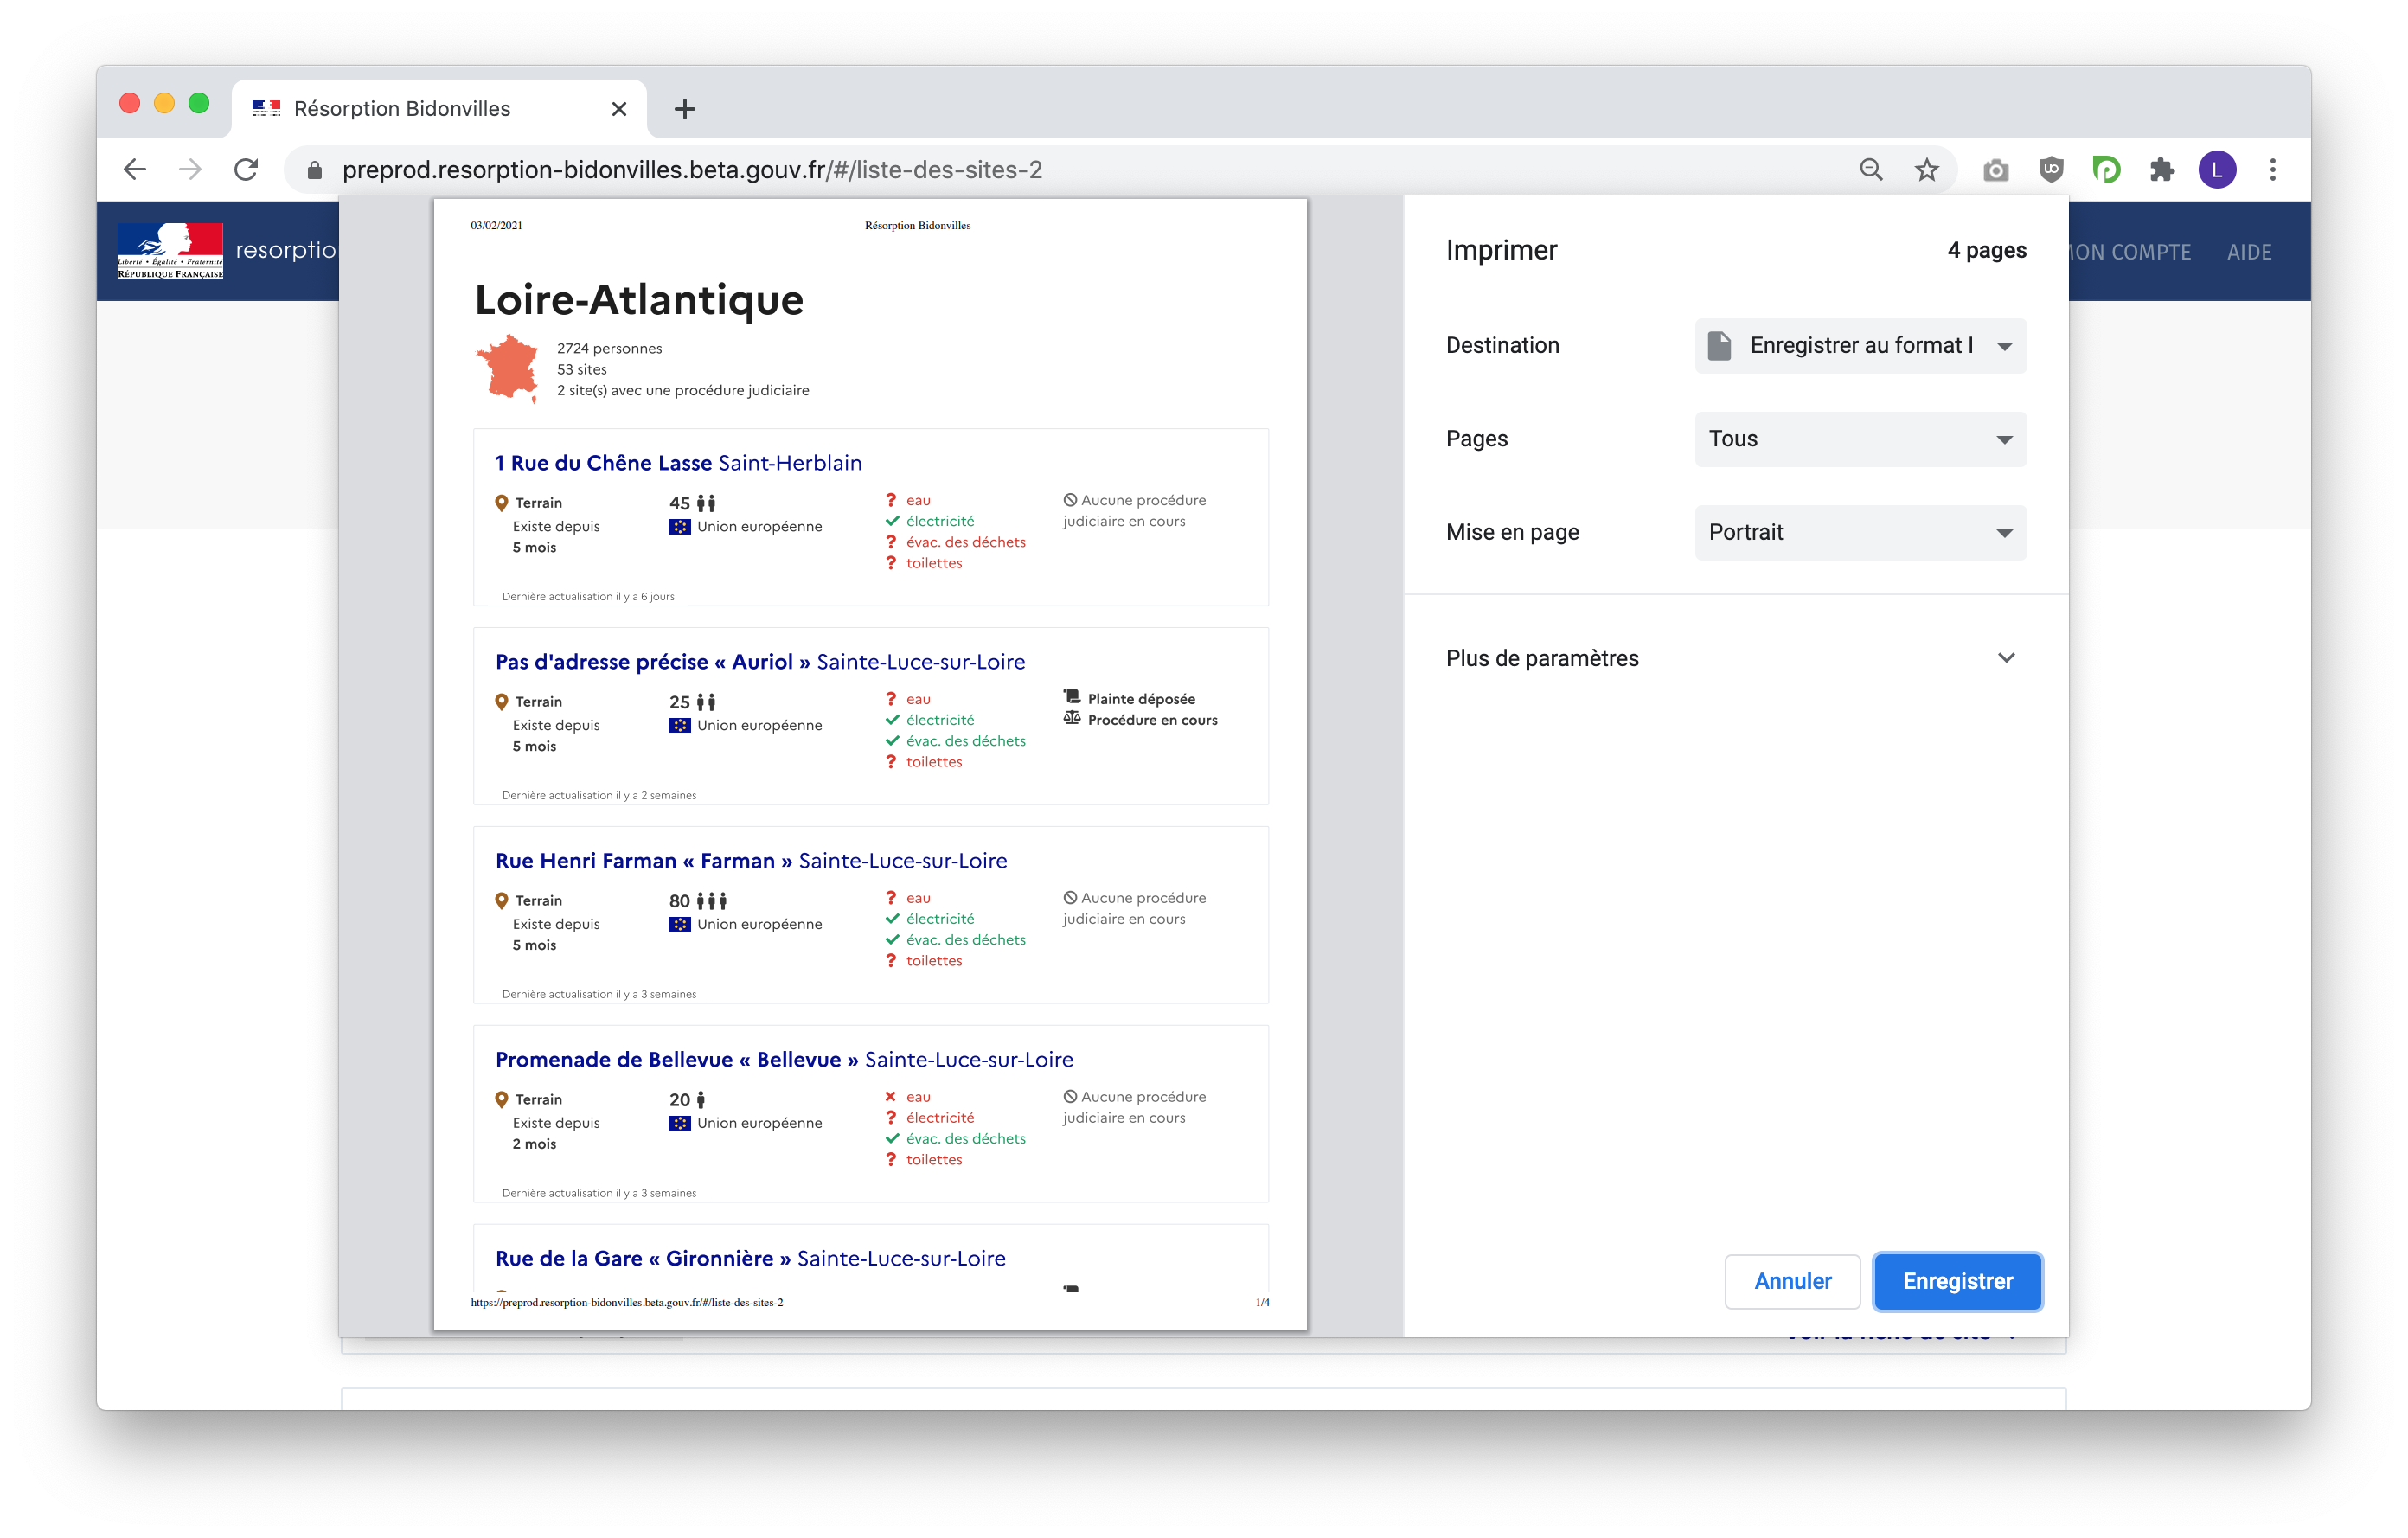 Résorption Bidonvilles
preprod.resorption-bidonvilles.beta.gouv.fr/#/liste-des-sites-2
L
Liberté • Égalité • Fraternité
RÉPUBLIQUE FRANÇAISE
resorptio
MON COMPTE
AIDE
03/02/2021
Résorption Bidonvilles
Loire-Atlantique
2724 personnes
53 sites
2 site(s) avec une procédure judiciaire
1 Rue du Chêne Lasse Saint-Herblain
Terrain
Existe depuis
5 mois
45
Union européenne
? eau
électricité
? évac. des déchets
? toilettes
Aucune procédure
judiciaire en cours
Dernière actualisation il y a 6 jours
Pas d'adresse précise « Auriol » Sainte-Luce-sur-Loire
Terrain
Existe depuis
5 mois
25
Union européenne
? eau
électricité
évac. des déchets
? toilettes
Plainte déposée
Procédure en cours
Dernière actualisation il y a 2 semaines
Rue Henri Farman « Farman » Sainte-Luce-sur-Loire
Terrain
Existe depuis
5 mois
80
Union européenne
? eau
électricité
évac. des déchets
? toilettes
Aucune procédure
judiciaire en cours
Dernière actualisation il y a 3 semaines
Promenade de Bellevue « Bellevue » Sainte-Luce-sur-Loire
Terrain
Existe depuis
2 mois
20
Union européenne
eau
? électricité
évac. des déchets
? toilettes
Aucune procédure
judiciaire en cours
Dernière actualisation il y a 3 semaines
Rue de la Gare « Gironnière » Sainte-Luce-sur-Loire
https://preprod.resorption-bidonvilles.beta.gouv.fr/#/liste-des-sites-2
1/4
Imprimer
4 pages
Destination
Enregistrer au format
Pages
Tous
Mise en page
Portrait
Plus de paramètres
Annuler
Enregistrer